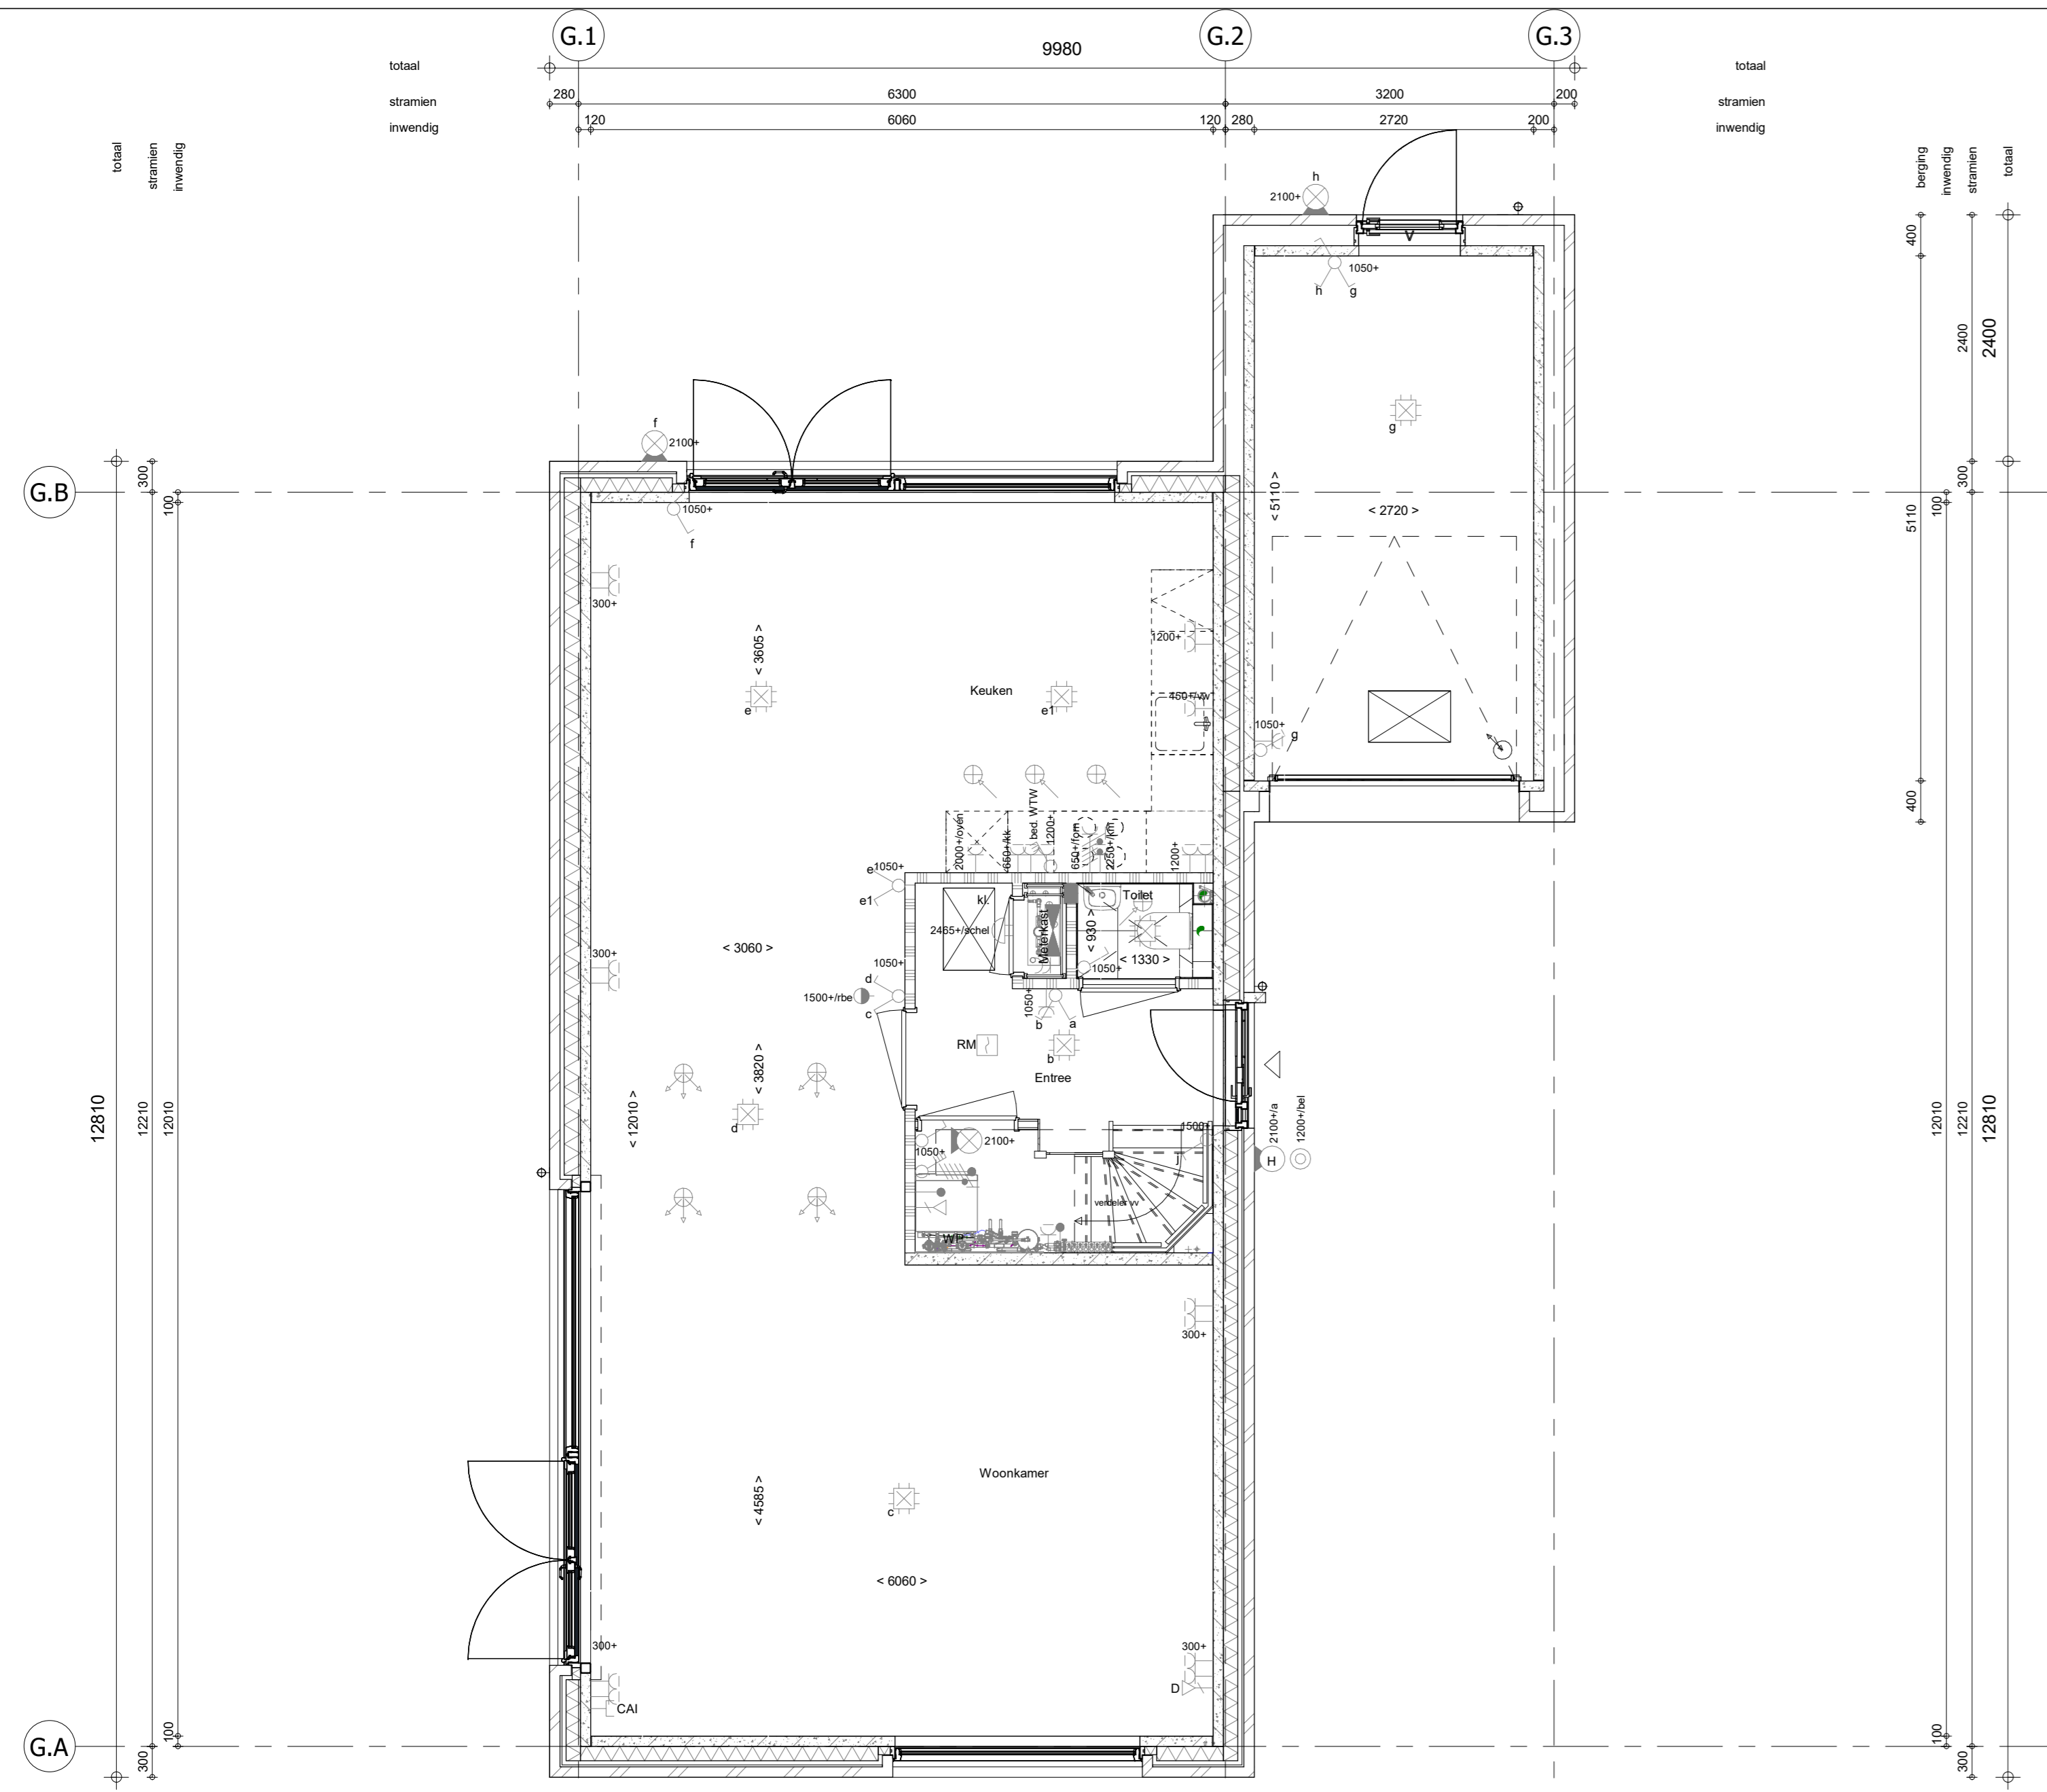 G.1
G.2
G.3
9980
totaal
totaal
280
6300
3200
200
stramien
stramien
120
6060
120
280
2720
200
inwendig
inwendig
totaal
stramien
inwendig
berging
inwendig
stramien
totaal
h
2100+
V
1050+
h
g
400
2400
2400
g
f
2100+
G.B
300
100
1050+
f
< 5110 >
< 2720 >
5110
100
300
300+
< 3605 >
1200+
Keuken
e
e1
450+/vw
1050+
g
2000+/oven
650+/kk
bed. WTW
1200+
650+/forn
2250+/km
1200+
400
e
1050+
e1
kl.
Toilet
2465+/schel
Meterkast
< 930 >
< 3060 >
300+
1050+
< 1330 >
1050+
d
1500+/rbe
c
1050+
b
a
RM
b
Entree
< 3820 >
d
< 12010 >
12810
12210
12010
2100+
1050+
1500+
2100+/a
1200+/bel
H
12010
12210
12810
verdeler vv
WP
300+
Woonkamer
< 4585 >
c
< 6060 >
300+
300+
CAI
D
G.A
100
300
100
300